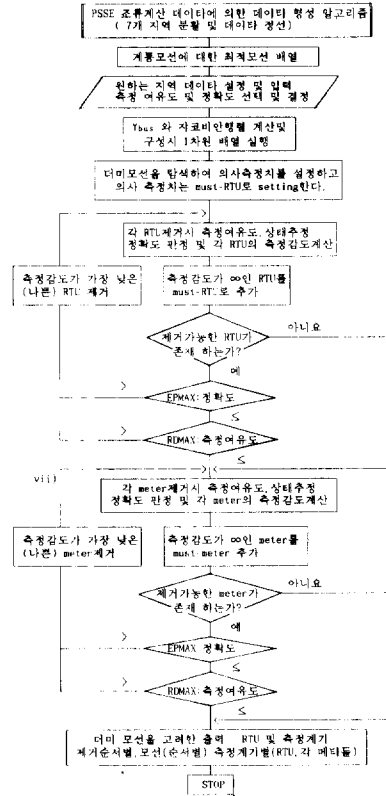 PSSE 조류계산 데이타에 의한 데이타 형성 알고리즘
( 7개 지역 분활 및 데이타 정선)
계통모선에 대한 최적모선 배열
원하는 지역 데이타 설정 및 입력
측정 여유도 및 정확도 선택 및 결정
Ybus 와 자코비안행렬 계산및
구성시 1차원 배열 실행
더미모선을 탐색하여 의사측정치를 설정하고
의사 측정치는 must-RTU로 setting한다.
각 RTU제거시 측정여유도,상태추정
정확도 판정 및 각 RTU의 측정감도계산
측정감도가 가장 낮은
(나쁜) RTU 제거
측정감도가 ∞인 RTU를
must-RTU로 추가
제거가능한 RTU가
존재 하는가?
아니요
예
>
EPMAX:정확도
≤
>
RDMAX:측정여유도
≤
vii)
각 meter제거시 측정여유도,상태추정
정확도 판정 및 각 meter의 측정감도계산
측정감도가 가장 낮은
(나쁜) meter제거
측정감도가 ∞인 meter를
must-meter 추가
제거가능한 meter가
존재 하는가?
아니요
예
>
EPMAX 정확도
≤
>
RDMAX:측정여유도
≤
더미 모선을 고려한 출력 RTU 및 측정계기
제거순서별,모선(순서별) 측정계기별(RTU,각 메타들)
STOP